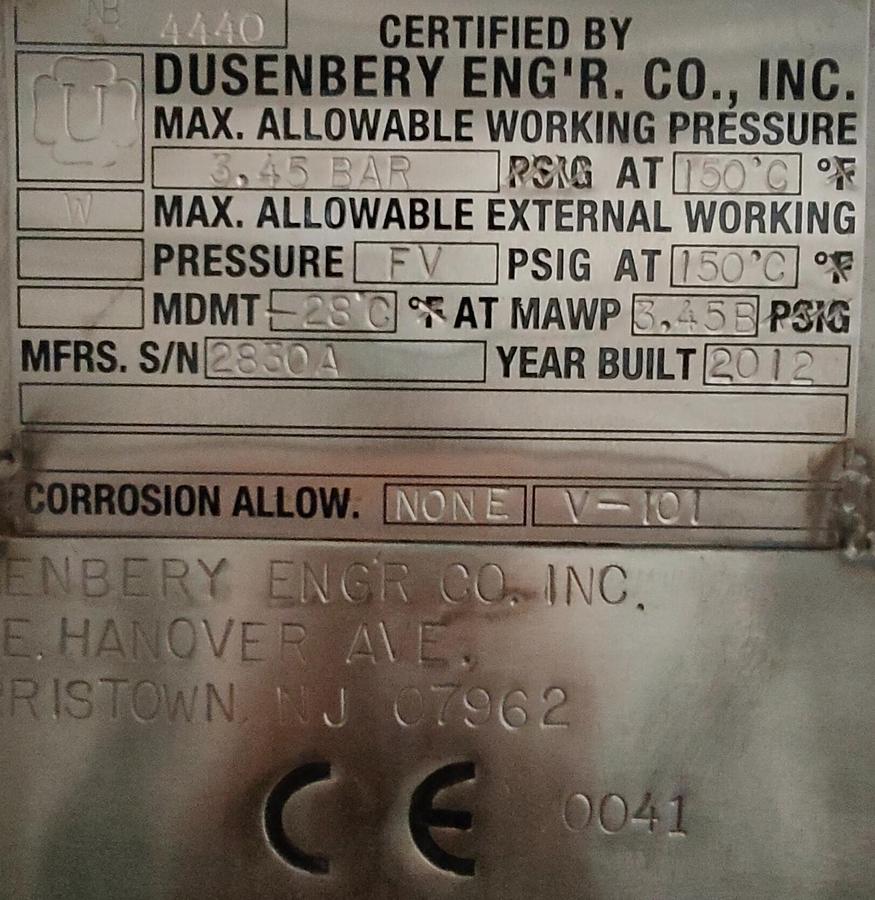 NB 4440 CERTIFIED BY
U DUSENBERY ENG'R. CO., INC.
MAX. ALLOWABLE WORKING PRESSURE
3.45 BAR PSIG AT 150°C °F
W MAX. ALLOWABLE EXTERNAL WORKING
PRESSURE FV PSIG AT 150°C °F
MDMT -28°C °F AT MAWP 3.45B PSIG
MFRS. S/N 2830A YEAR BUILT 2012
CORROSION ALLOW. NONE V-101
ENBERY ENG'R CO. INC.
E. HANOVER AVE.
RRISTOWN, NJ 07962
CE 0041